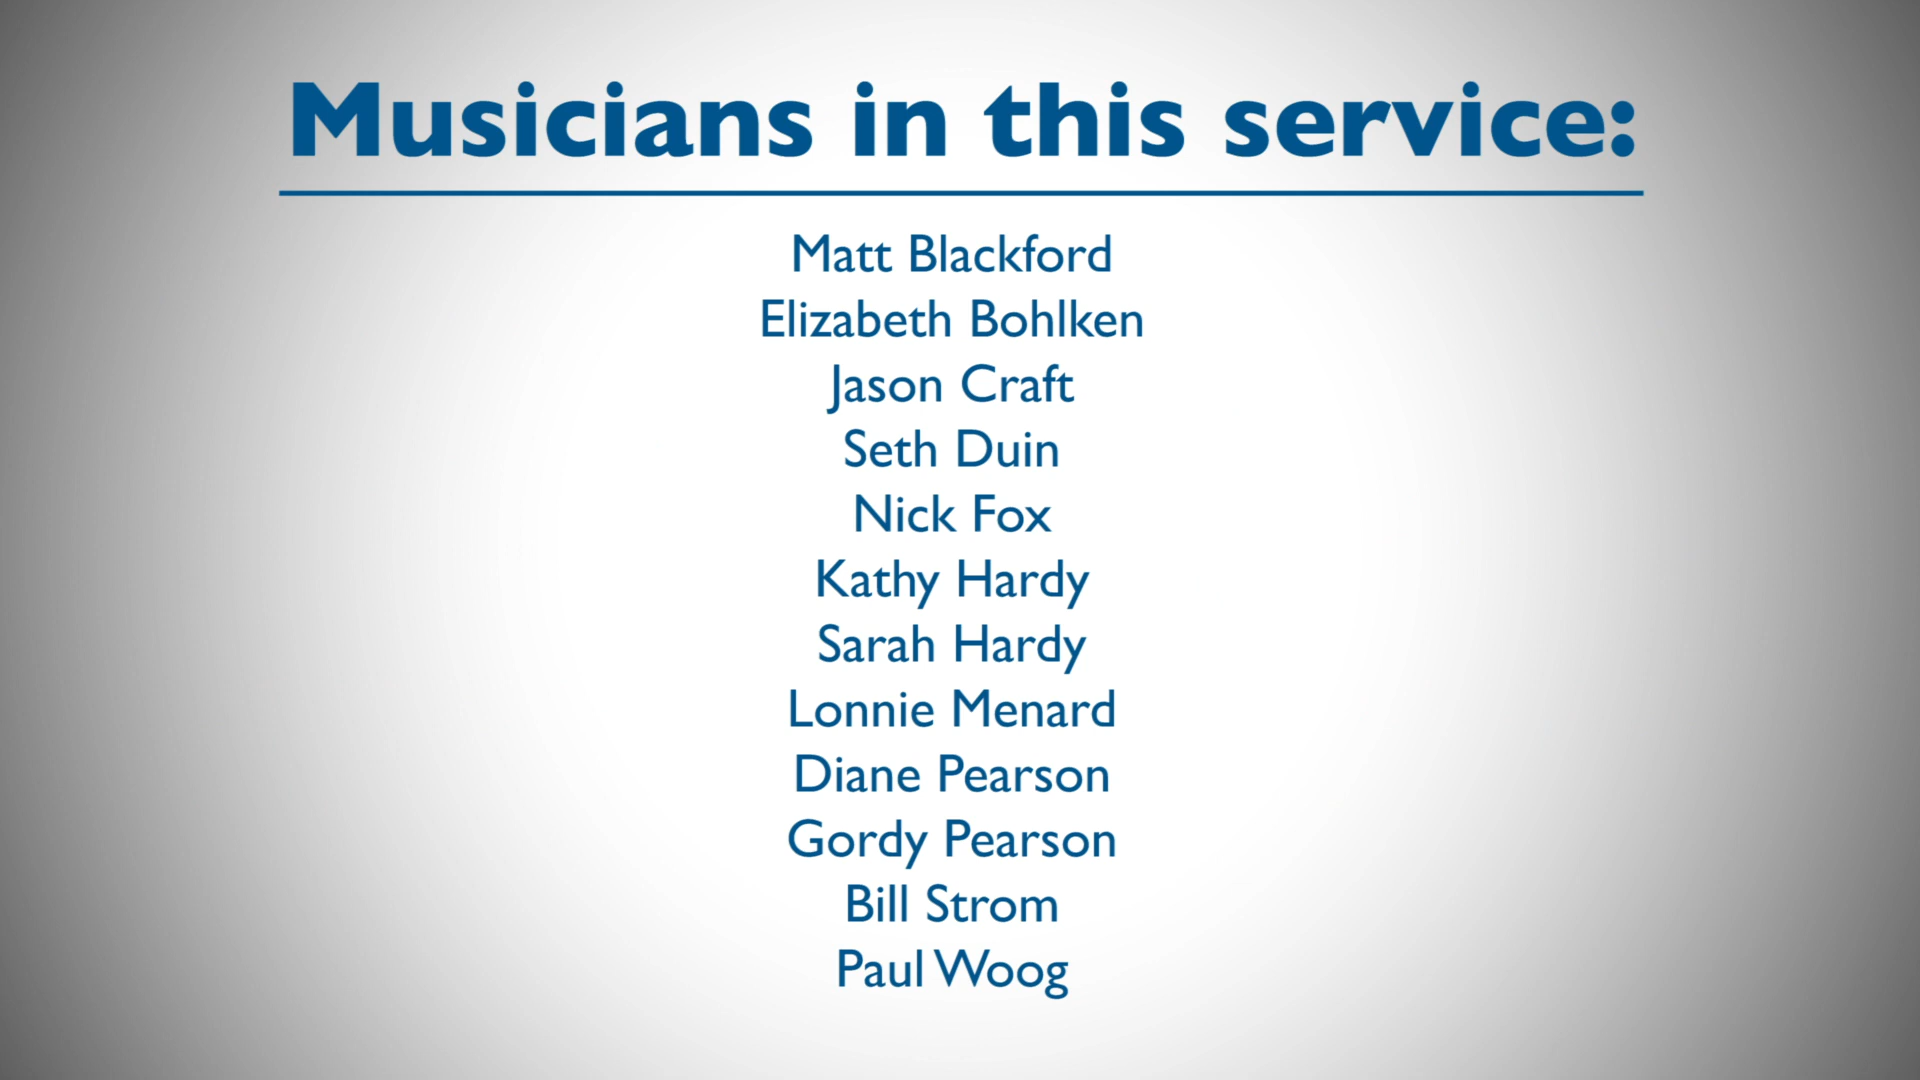 Musicians in this service:
Matt Blackford
Elizabeth Bohlken
Jason Craft
Seth Duin
Nick Fox
Kathy Hardy
Sarah Hardy
Lonnie Menard
Diane Pearson
Gordy Pearson
Bill Strom
Paul Woog